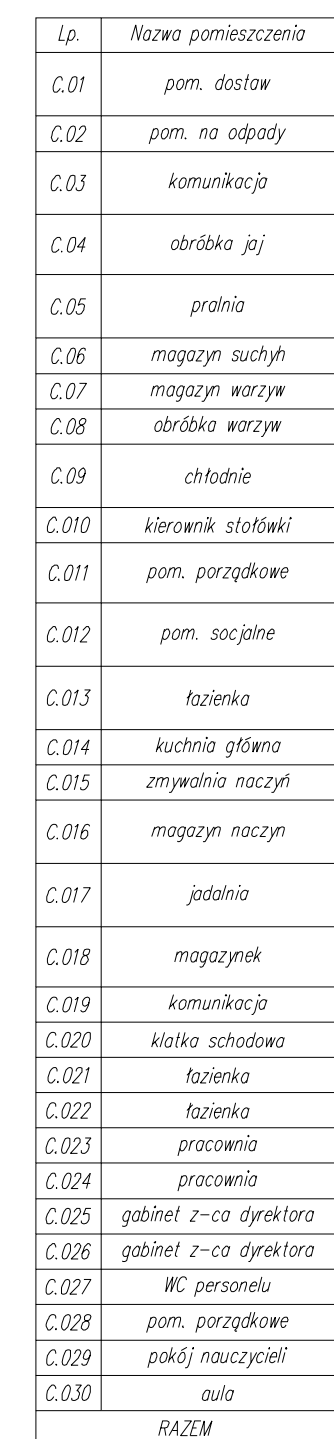 Lp. Nazwa pomieszczenia
C.01 pom. dostaw
C.02 pom. na odpady
C.03 komunikacja
C.04 obróbka jaj
C.05 pralnia
C.06 magazyn suchyh
C.07 magazyn warzyw
C.08 obróbka warzyw
C.09 chłodnie
C.010 kierownik stołówki
C.011 pom. porządkowe
C.012 pom. socjalne
C.013 łazienka
C.014 kuchnia główna
C.015 zmywalnia naczyń
C.016 magazyn naczyn
C.017 jadalnia
C.018 magazynek
C.019 komunikacja
C.020 klatka schodowa
C.021 łazienka
C.022 łazienka
C.023 pracownia
C.024 pracownia
C.025 gabinet z-ca dyrektora
C.026 gabinet z-ca dyrektora
C.027 WC personelu
C.028 pom. porządkowe
C.029 pokój nauczycieli
C.030 aula
RAZEM